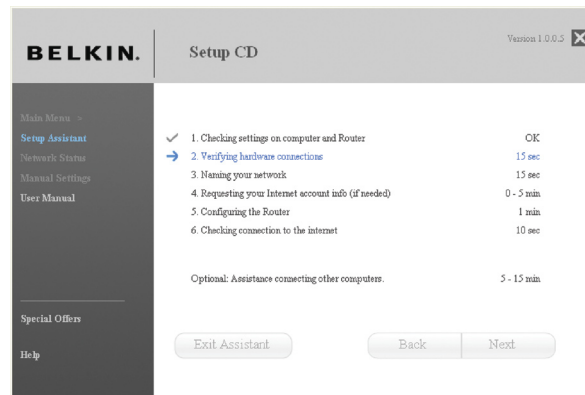 BELKIN.
Setup CD
Version 1.0.0.5
Main Menu >
Setup Assistant
Network Status
Manual Settings
User Manual
Special Offers
Help
1. Checking settings on computer and Router OK
2. Verifying hardware connections 15 sec
3. Naming your network 15 sec
4. Requesting your Internet account info (if needed) 0 - 5 min
5. Configuring the Router 1 min
6. Checking connection to the internet 10 sec
Optional: Assistance connecting other computers. 5 - 15 min
Exit Assistant
Back
Next